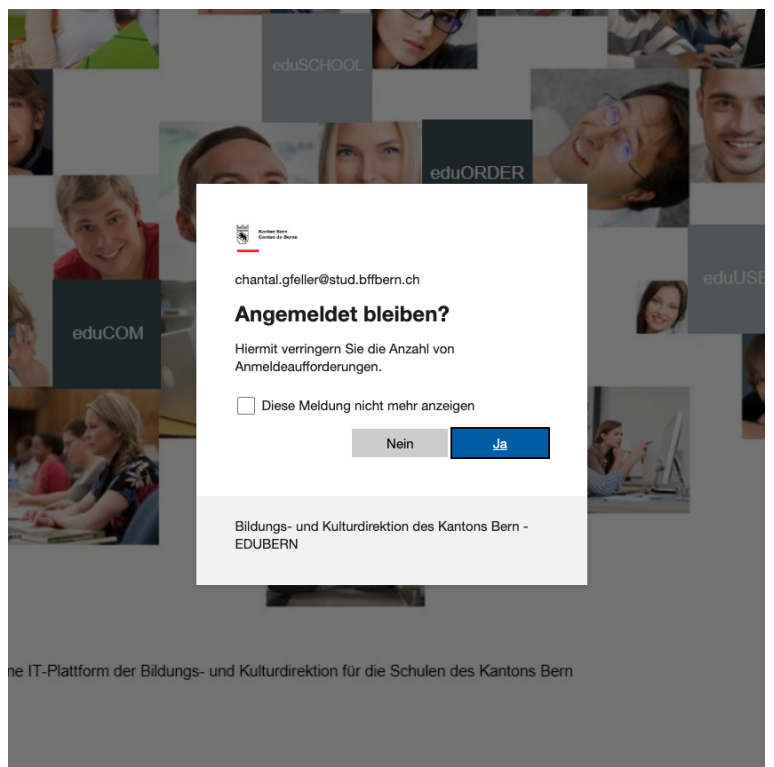 eduSCHOOL
eduORDER
eduUSE
eduCOM
Kanton Bern
Canton de Berne
chantal.gfeller@stud.bffbern.ch
Angemeldet bleiben?
Hiermit verringern Sie die Anzahl von
Anmeldeaufforderungen.
Diese Meldung nicht mehr anzeigen
Nein
Ja
Bildungs- und Kulturdirektion des Kantons Bern -
EDUBERN
ne IT-Plattform der Bildungs- und Kulturdirektion für die Schulen des Kantons Bern